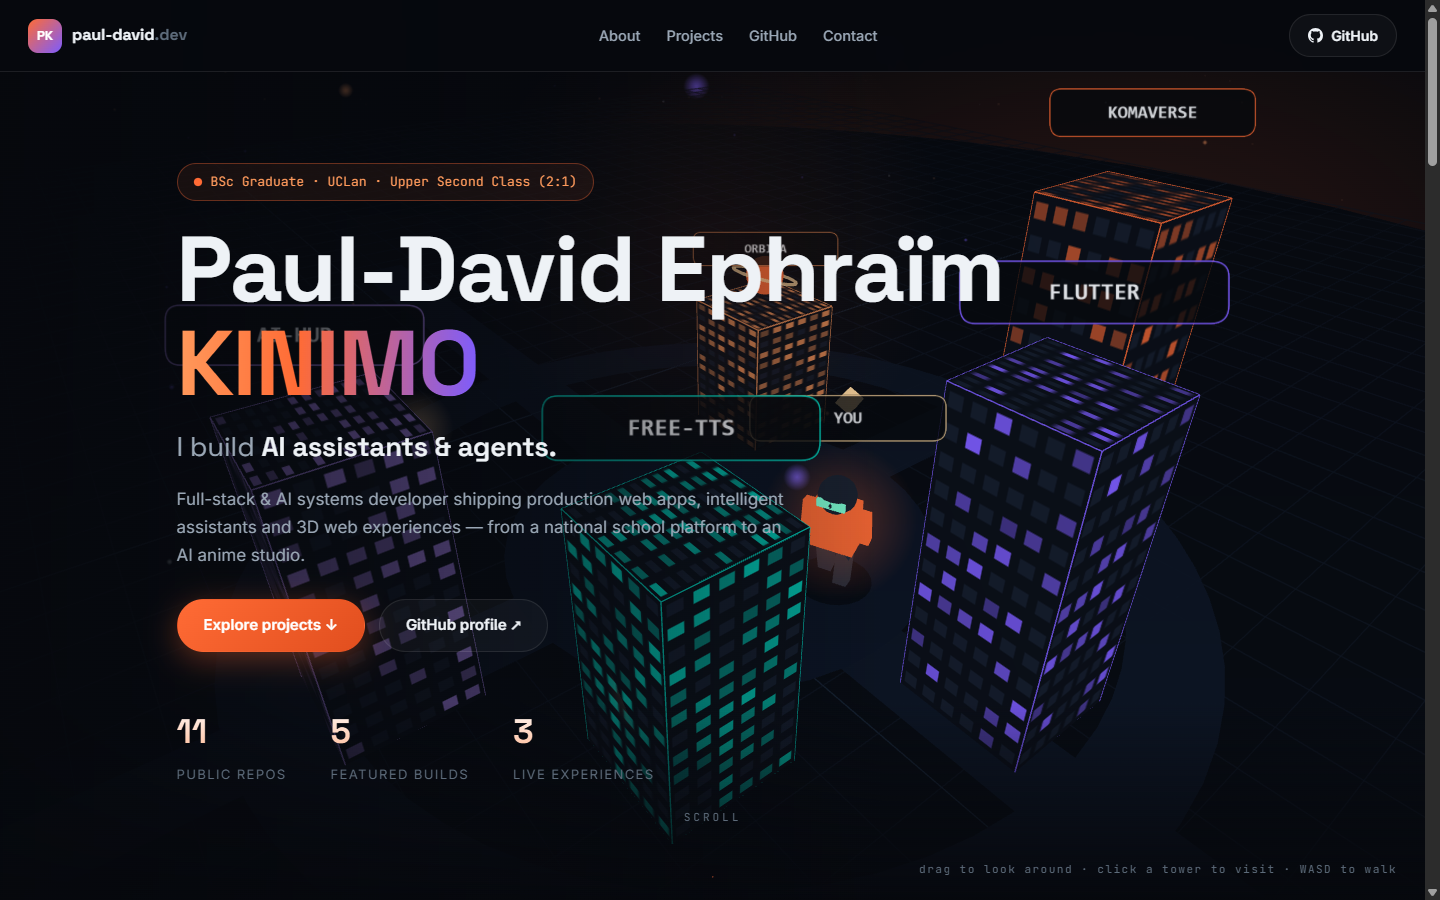 PK paul-david.dev
About
Projects
GitHub
Contact
GitHub
KOMAVERSE
BSc Graduate · UCLan · Upper Second Class (2:1)
Paul-David Ephraïm
KINIMO
FLUTTER
FREE-TTS
YOU
I build AI assistants & agents.
Full-stack & AI systems developer shipping production web apps, intelligent
assistants and 3D web experiences — from a national school platform to an
AI anime studio.
Explore projects ↓
GitHub profile ↗
11
5
3
PUBLIC REPOS
FEATURED BUILDS
LIVE EXPERIENCES
SCROLL
drag to look around · click a tower to visit · WASD to walk